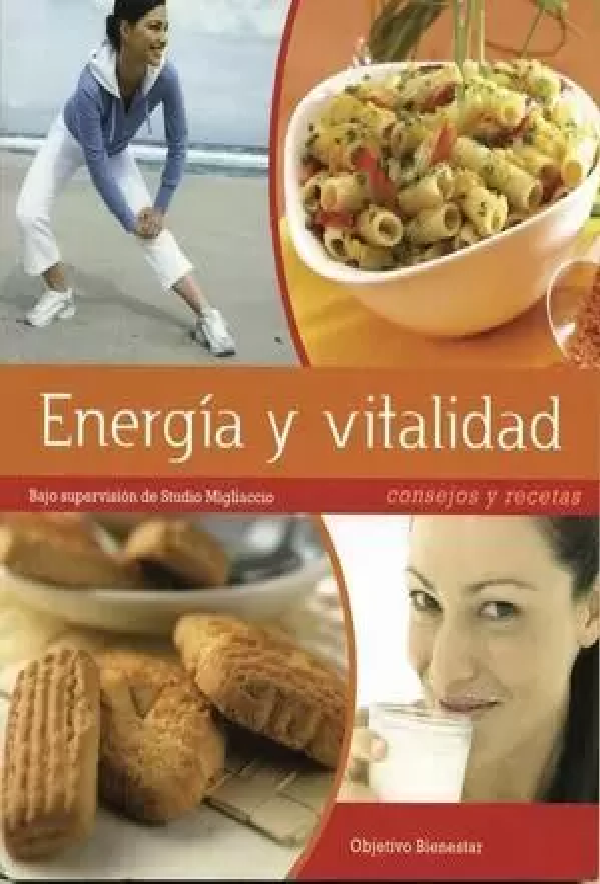 Energía y vitalidad
Bajo supervisión de Studio Migliaccio
consejos y recetas
Objetivo Bienestar